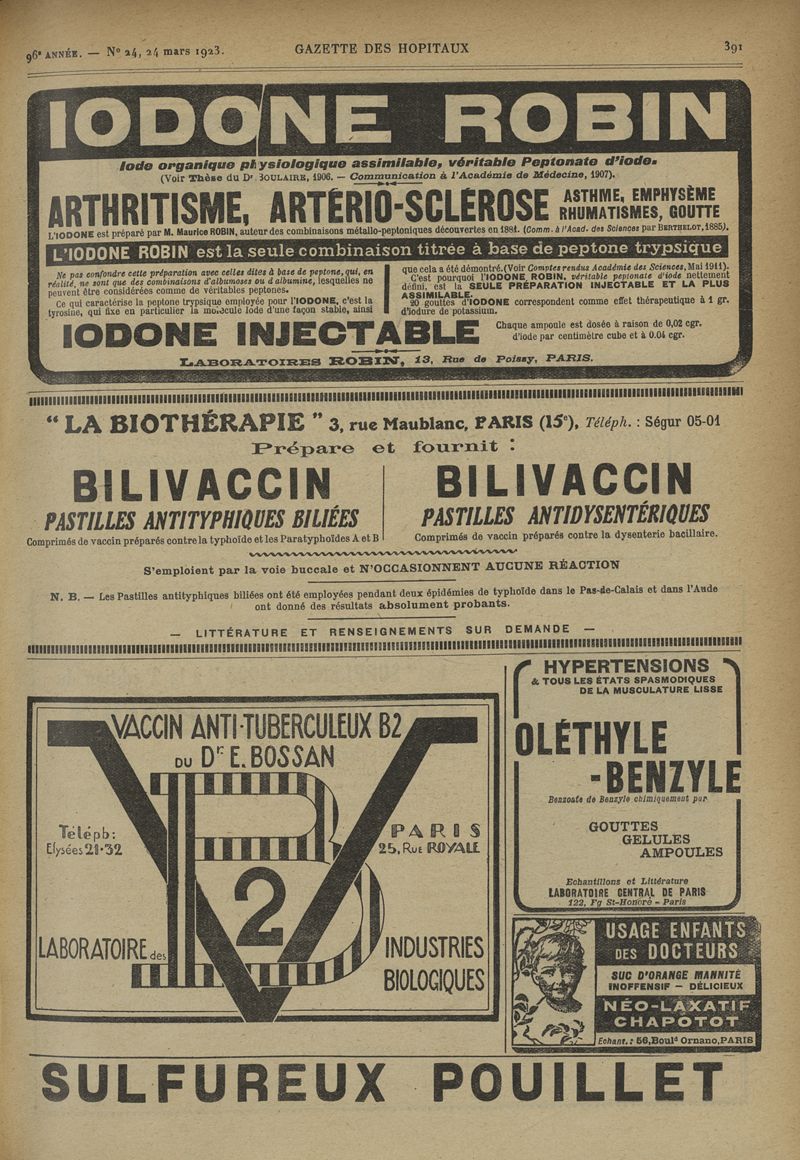 96e ANNÉE. — No 24, 24 mars 1923.
GAZETTE DES HOPITAUX
391
IODONE ROBIN
Iode organique physiologique assimilable, véritable Peptonate d'iode.
(Voir Thèse du Dr BOULAIRE, 1906. — Communication à l'Académie de Médecine, 1907).
ARTHRITISME, ARTÉRIO-SCLÉROSE
ASTHME, EMPHYSÈME
RHUMATISMES, GOUTTE
L'IODONE est préparé par M. Maurice ROBIN, auteur des combinaisons métallo-peptoniques découvertes en 1881. (Comm. à l'Acad. des Sciences par BERTHELOT, 1885).
L'IODONE ROBIN est la seule combinaison titrée à base de peptone trypsique
Ne pas confondre cette préparation avec celles dites à base de peptone, qui, en
réalité, ne sont que des combinaisons d'albumoses ou d'albumine, lesquelles ne
peuvent être considérées comme de véritables peptones.
Ce qui caractérise la peptone trypsique employée pour l'IODONE, c'est la
tyrosine, qui fixe en particulier la molécule Iode d'une façon stable, ainsi
que cela a été démontré. (Voir Comptes rendus Académie des Sciences, Mai 1911).
C'est pourquoi l'IODONE ROBIN, véritable peptonate d'iode nettement
défini, est la SEULE PRÉPARATION INJECTABLE ET LA PLUS
ASSIMILABLE.
20 gouttes d'IODONE correspondent comme effet thérapeutique à 1 gr.
d'iodure de potassium.
IODONE INJECTABLE
Chaque ampoule est dosée à raison de 0,02 cgr.
d'iode par centimètre cube et à 0.04 cgr.
LABORATOIRES ROBIN, 13, Rue de Poissy, PARIS.
“ LA BIOTHÉRAPIE ” 3, rue Maublanc, PARIS (15e), Téléph. : Ségur 05-01
Prépare et fournit :
BILIVACCIN
PASTILLES ANTITYPHIQUES BILIÉES
Comprimés de vaccin préparés contre la typhoïde et les Paratyphoïdes A et B
BILIVACCIN
PASTILLES ANTIDYSENTÉRIQUES
Comprimés de vaccin préparés contre la dysenterie bacillaire.
S'emploient par la voie buccale et N'OCCASIONNENT AUCUNE RÉACTION
N. B. — Les Pastilles antityphiques biliées ont été employées pendant deux épidémies de typhoïde dans le Pas-de-Calais et dans l'Aude
ont donné des résultats absolument probants.
— LITTÉRATURE ET RENSEIGNEMENTS SUR DEMANDE —
VACCIN ANTI-TUBERCULEUX B2
DU Dr. E. BOSSAN
Téléph:
Elysées 28·32
PARIS
25, RUE ROYALE
B
2
V
LABORATOIRE des
INDUSTRIES
BIOLOGIQUES
HYPERTENSIONS
& TOUS LES ÉTATS SPASMODIQUES
DE LA MUSCULATURE LISSE
OLÉTHYLE
-BENZYLE
Benzoate de Benzyle chimiquement pur
GOUTTES
GELULES
AMPOULES
Echantillons et Littérature
LABORATOIRE CENTRAL DE PARIS
122, Fg St-Honoré - Paris
USAGE ENFANTS
DES DOCTEURS
SUC D'ORANGE MANNITÉ
INOFFENSIF — DÉLICIEUX
NÉO-LAXATIF
CHAPOTOT
Echant.: 56, Bould Ornano, PARIS
SULFUREUX POUILLET